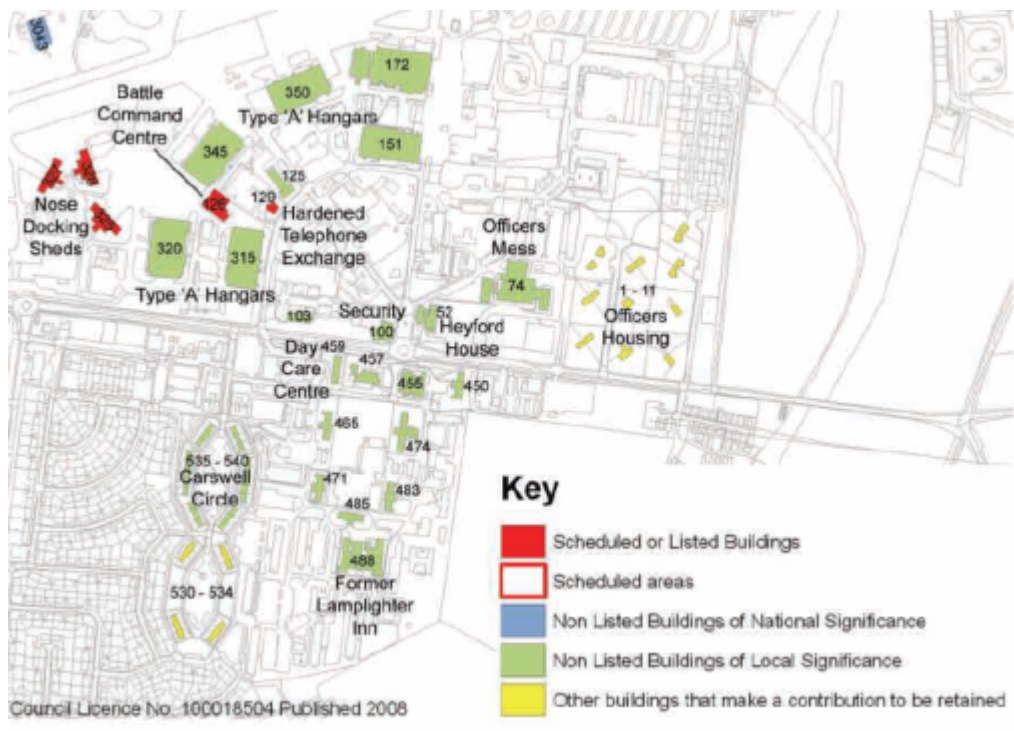 3043
172
350
Type 'A' Hangars
Battle
Command
Centre
151
345
125
126
129
Hardened
Telephone
Exchange
Nose
Docking
Sheds
Officers
Mess
320
315
74
1 - 11
Type 'A' Hangars
Officers
Housing
103
Security
100
52
Heyford
House
Day
Care
Centre
459
457
455
450
465
474
535 - 540
Carswell
Circle
471
483
485
488
530 - 534
Former
Lamplighter
Inn
Key
Scheduled or Listed Buildings
Scheduled areas
Non Listed Buildings of National Significance
Non Listed Buildings of Local Significance
Other buildings that make a contribution to be retained
Council Licence No. 100018504 Published 2008